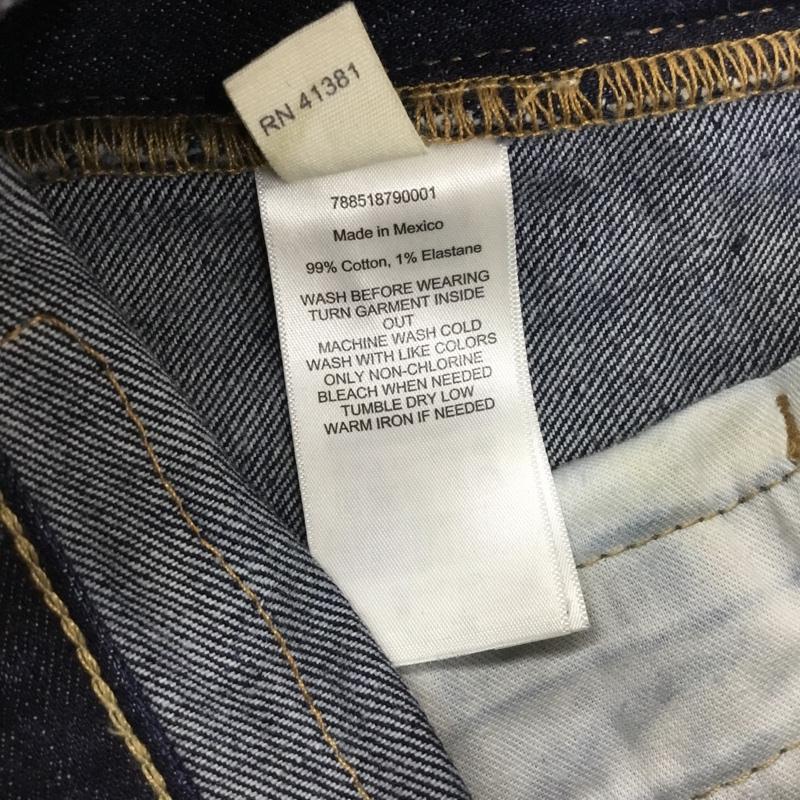 RN 41381
788518790001
Made in Mexico
99% Cotton, 1% Elastane
WASH BEFORE WEARING
TURN GARMENT INSIDE
OUT
MACHINE WASH COLD
WASH WITH LIKE COLORS
ONLY NON-CHLORINE
BLEACH WHEN NEEDED
TUMBLE DRY LOW
WARM IRON IF NEEDED